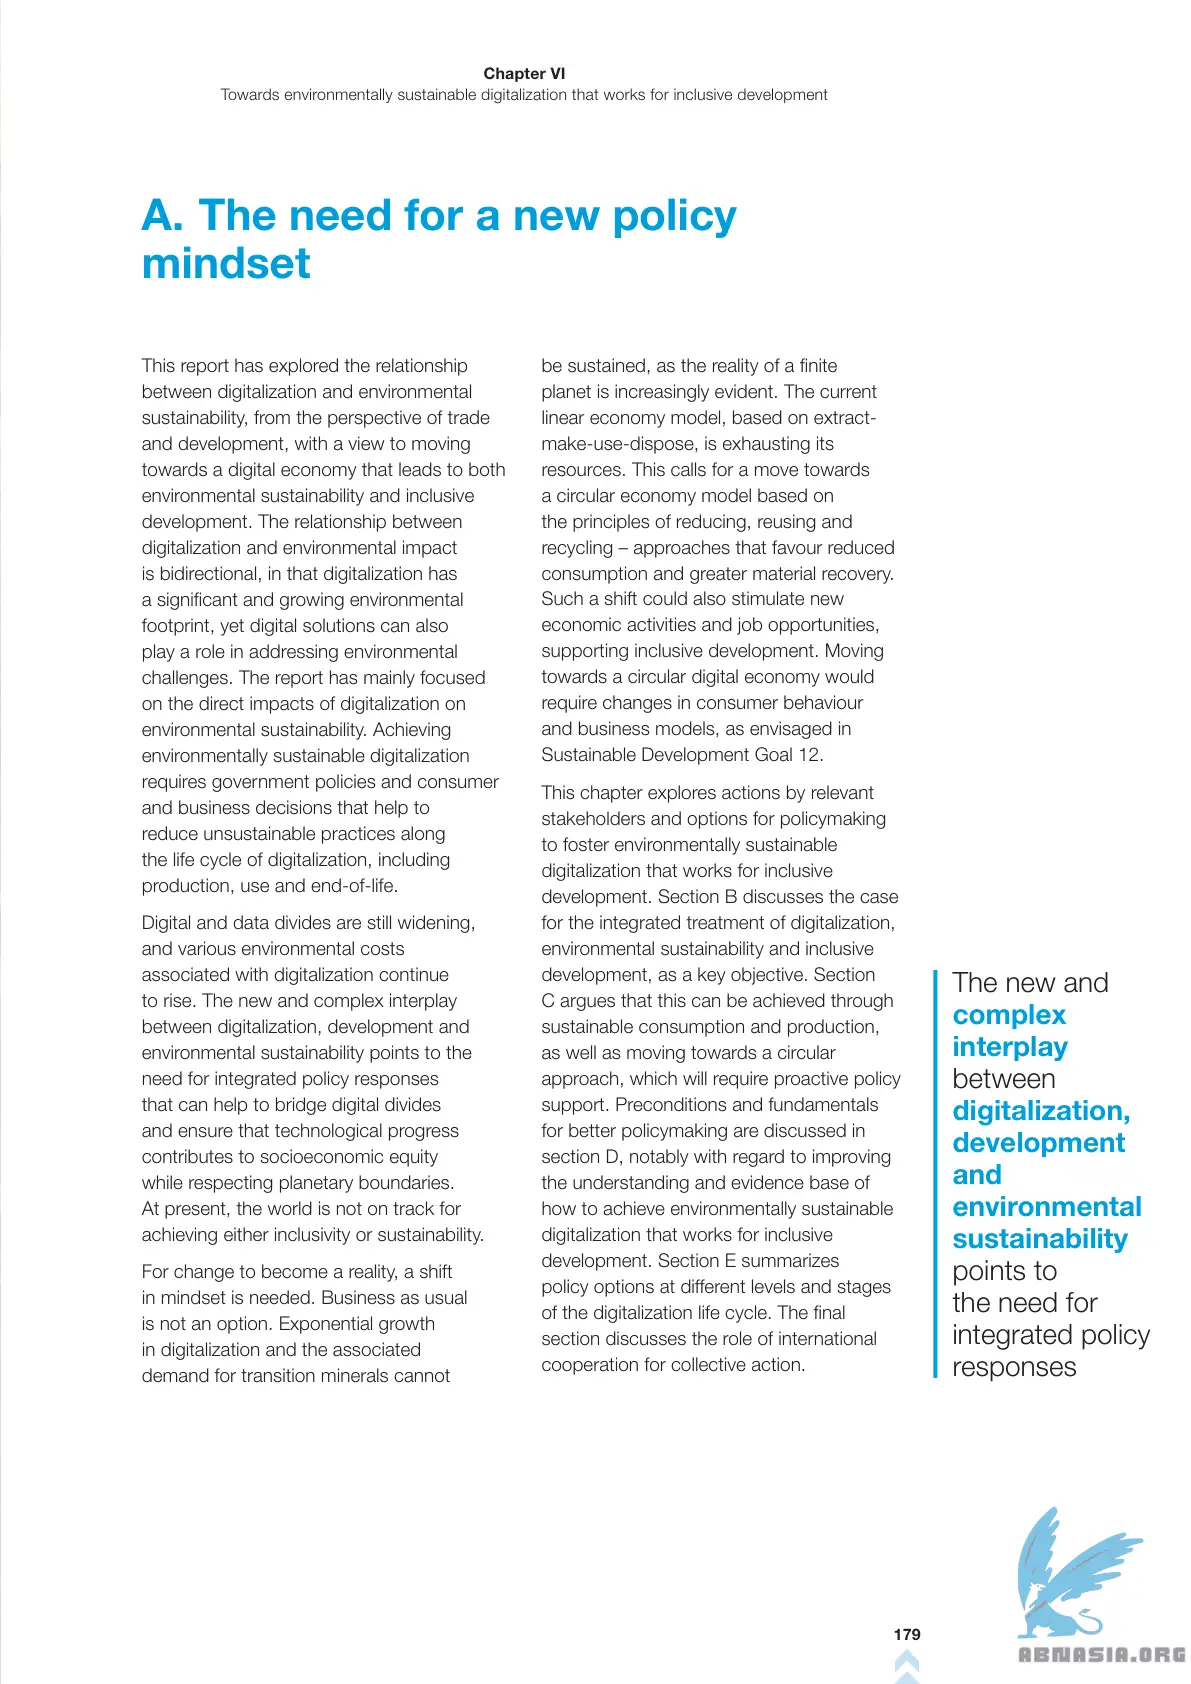 Chapter VI
Towards environmentally sustainable digitalization that works for inclusive development
A. The need for a new policy
mindset
This report has explored the relationship
between digitalization and environmental
sustainability, from the perspective of trade
and development, with a view to moving
towards a digital economy that leads to both
environmental sustainability and inclusive
development. The relationship between
digitalization and environmental impact
is bidirectional, in that digitalization has
a significant and growing environmental
footprint, yet digital solutions can also
play a role in addressing environmental
challenges. The report has mainly focused
on the direct impacts of digitalization on
environmental sustainability. Achieving
environmentally sustainable digitalization
requires government policies and consumer
and business decisions that help to
reduce unsustainable practices along
the life cycle of digitalization, including
production, use and end-of-life.
Digital and data divides are still widening,
and various environmental costs
associated with digitalization continue
to rise. The new and complex interplay
between digitalization, development and
environmental sustainability points to the
need for integrated policy responses
that can help to bridge digital divides
and ensure that technological progress
contributes to socioeconomic equity
while respecting planetary boundaries.
At present, the world is not on track for
achieving either inclusivity or sustainability.
For change to become a reality, a shift
in mindset is needed. Business as usual
is not an option. Exponential growth
in digitalization and the associated
demand for transition minerals cannot
be sustained, as the reality of a finite
planet is increasingly evident. The current
linear economy model, based on extract-
make-use-dispose, is exhausting its
resources. This calls for a move towards
a circular economy model based on
the principles of reducing, reusing and
recycling – approaches that favour reduced
consumption and greater material recovery.
Such a shift could also stimulate new
economic activities and job opportunities,
supporting inclusive development. Moving
towards a circular digital economy would
require changes in consumer behaviour
and business models, as envisaged in
Sustainable Development Goal 12.
This chapter explores actions by relevant
stakeholders and options for policymaking
to foster environmentally sustainable
digitalization that works for inclusive
development. Section B discusses the case
for the integrated treatment of digitalization,
environmental sustainability and inclusive
development, as a key objective. Section
C argues that this can be achieved through
sustainable consumption and production,
as well as moving towards a circular
approach, which will require proactive policy
support. Preconditions and fundamentals
for better policymaking are discussed in
section D, notably with regard to improving
the understanding and evidence base of
how to achieve environmentally sustainable
digitalization that works for inclusive
development. Section E summarizes
policy options at different levels and stages
of the digitalization life cycle. The final
section discusses the role of international
cooperation for collective action.
The new and
complex
interplay
between
digitalization,
development
and
environmental
sustainability
points to
the need for
integrated policy
responses
179
ABNASIA.ORG